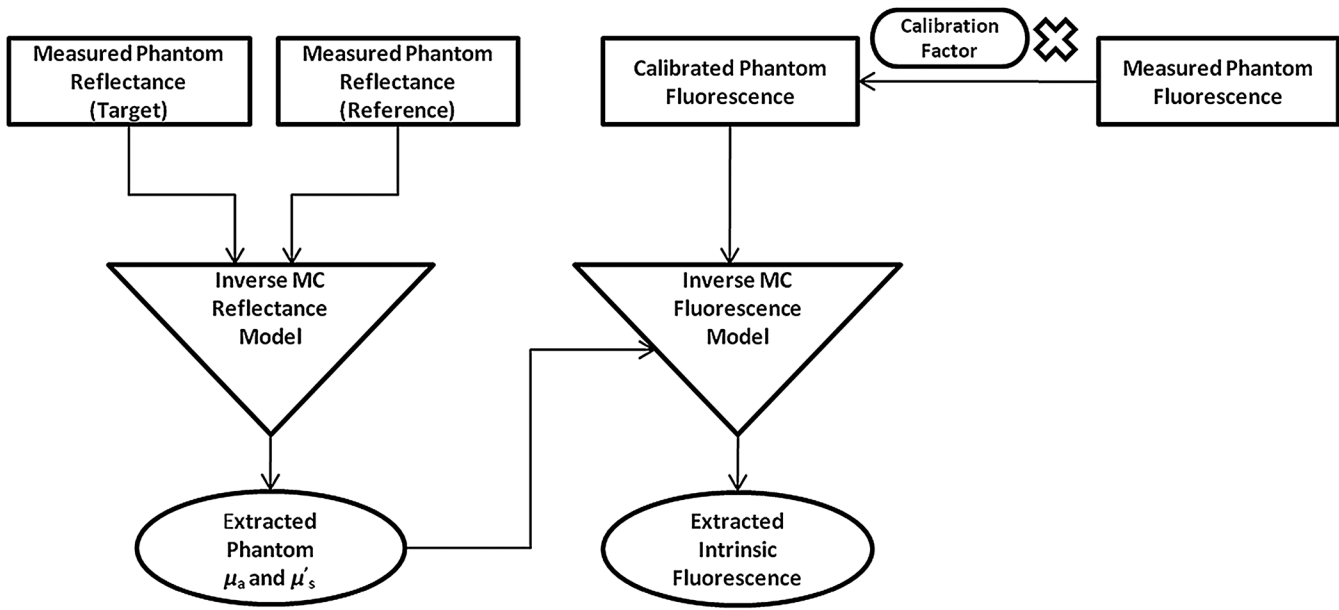 Measured Phantom
Reflectance
(Target)
Measured Phantom
Reflectance
(Reference)
Calibrated Phantom
Fluorescence
Calibration
Factor
Measured Phantom
Fluorescence
Inverse MC
Reflectance
Model
Inverse MC
Fluorescence
Model
Extracted
Phantom
μa and μ′s
Extracted
Intrinsic
Fluorescence